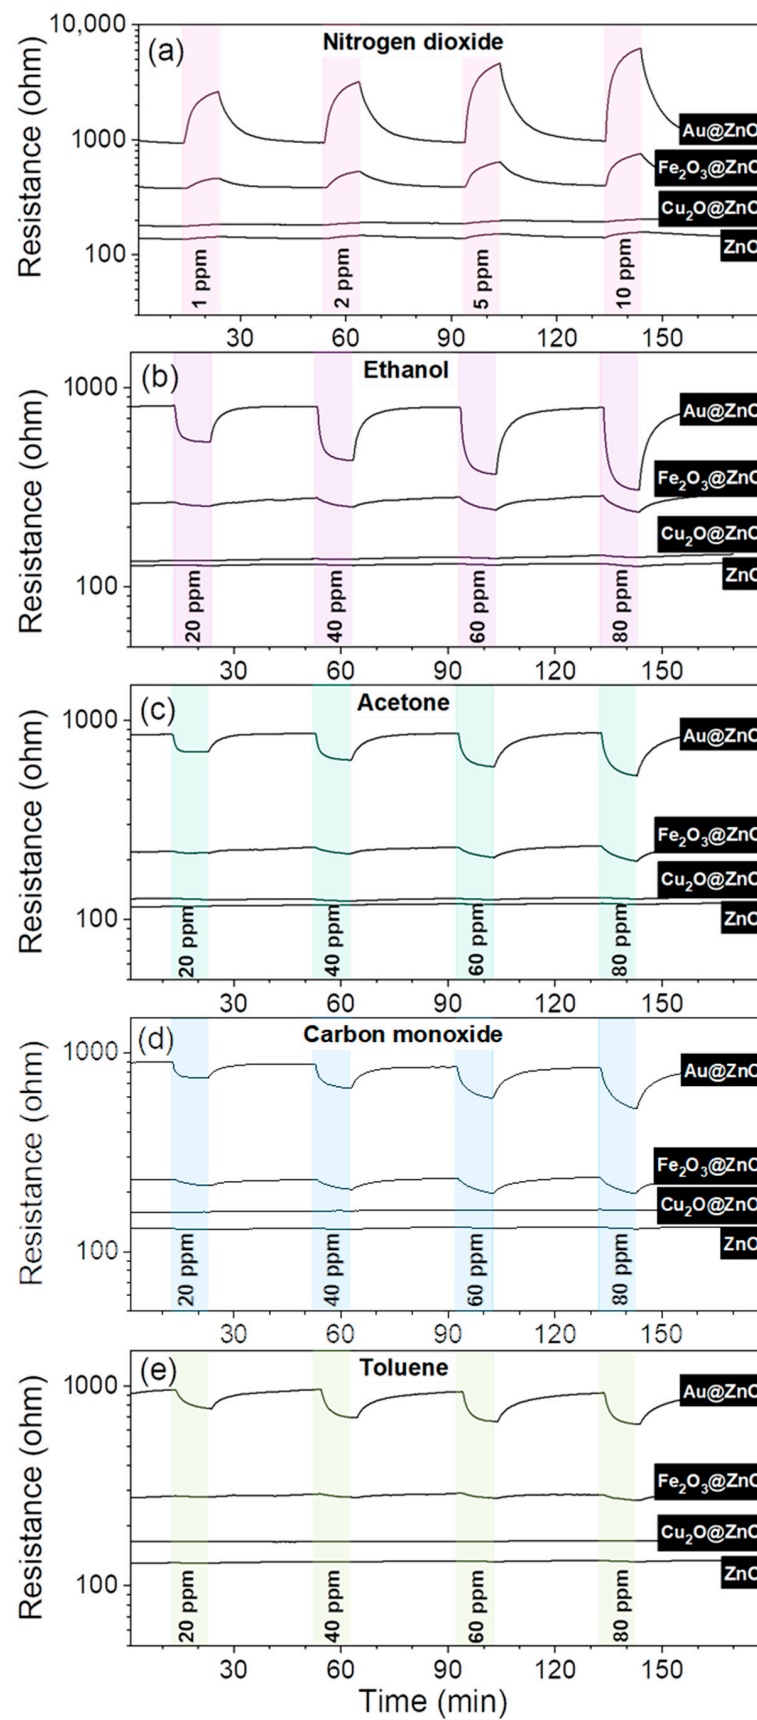 (a)
Nitrogen dioxide
Resistance (ohm)
10,000
1000
100
Au@ZnO
Fe₂O₃@ZnO
Cu₂O@ZnO
ZnO
1 ppm
2 ppm
5 ppm
10 ppm
30
60
90
120
150
(b)
Ethanol
Resistance (ohm)
1000
100
Au@ZnO
Fe₂O₃@ZnO
Cu₂O@ZnO
ZnO
20 ppm
40 ppm
60 ppm
80 ppm
30
60
90
120
150
(c)
Acetone
Resistance (ohm)
1000
100
Au@ZnO
Fe₂O₃@ZnO
Cu₂O@ZnO
ZnO
20 ppm
40 ppm
60 ppm
80 ppm
30
60
90
120
150
(d)
Carbon monoxide
Resistance (ohm)
1000
100
Au@ZnO
Fe₂O₃@ZnO
Cu₂O@ZnO
ZnO
20 ppm
40 ppm
60 ppm
80 ppm
30
60
90
120
150
(e)
Toluene
Resistance (ohm)
1000
100
Au@ZnO
Fe₂O₃@ZnO
Cu₂O@ZnO
ZnO
20 ppm
40 ppm
60 ppm
80 ppm
30
60
90
120
150
Time (min)